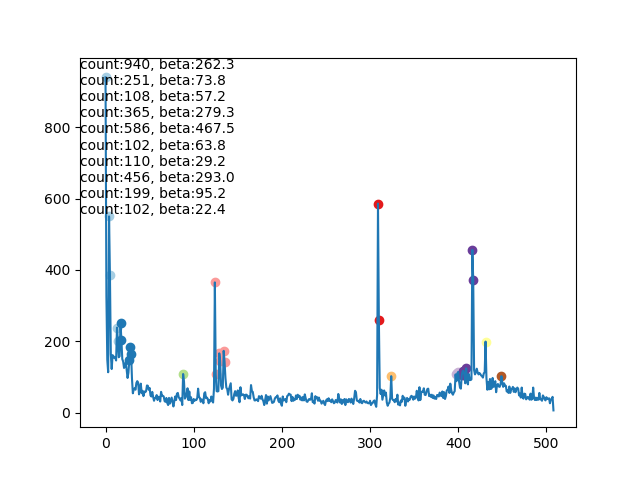 count:940, beta:262.3
count:251, beta:73.8
count:108, beta:57.2
count:365, beta:279.3
count:586, beta:467.5
count:102, beta:63.8
count:110, beta:29.2
count:456, beta:293.0
count:199, beta:95.2
count:102, beta:22.4
800
600
400
200
0
0 100 200 300 400 500